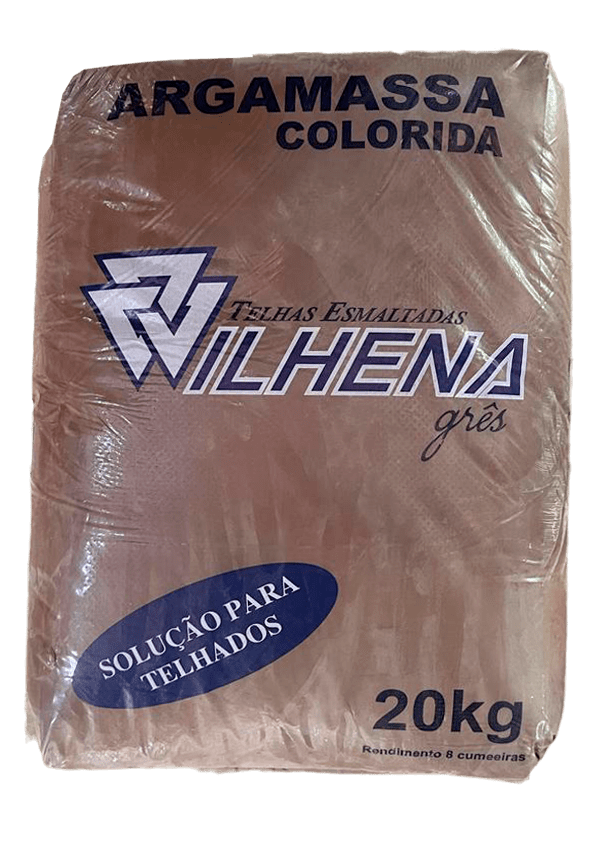 ARGAMASSA
COLORIDA
TELHAS ESMALTADAS
VILHENA
grês
SOLUÇÃO PARA
TELHADOS
20kg
Rendimento 8 cumeeiras